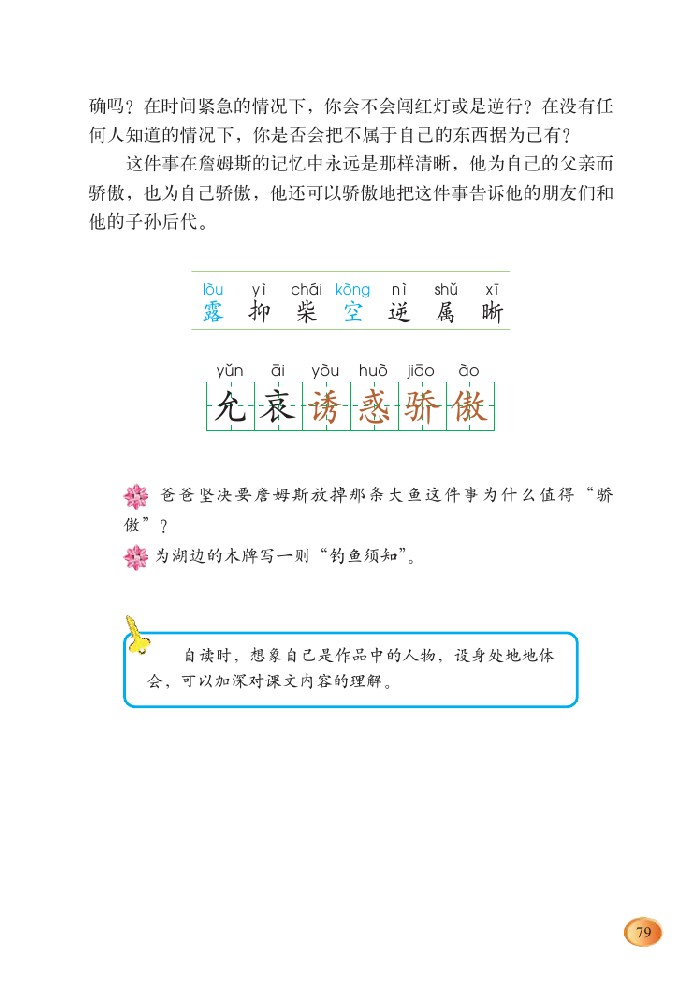 确吗？在时间紧急的情况下，你会不会闯红灯或是逆行？在没有任
何人知道的情况下，你是否会把不属于自己的东西据为己有？
这件事在詹姆斯的记忆中永远是那样清晰，他为自己的父亲而
骄傲，也为自己骄傲，他还可以骄傲地把这件事告诉他的朋友们和
他的子孙后代。
lòu yì chái kòng nì shǔ xī
露 抑 柴 空 逆 属 晰
yǔn āi yòu huò jiāo ào
允 哀 诱 惑 骄 傲
爸爸坚决要詹姆斯放掉那条大鱼这件事为什么值得“骄
傲”？
为湖边的木牌写一则“钓鱼须知”。
自读时，想象自己是作品中的人物，设身处地地体
会，可以加深对课文内容的理解。
79